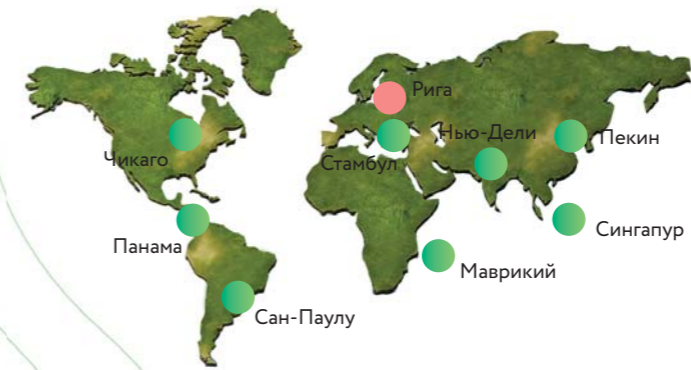 Рига
Чикаго
Стамбул
Нью-Дели
Пекин
Панама
Сингапур
Маврикий
Сан-Паулу